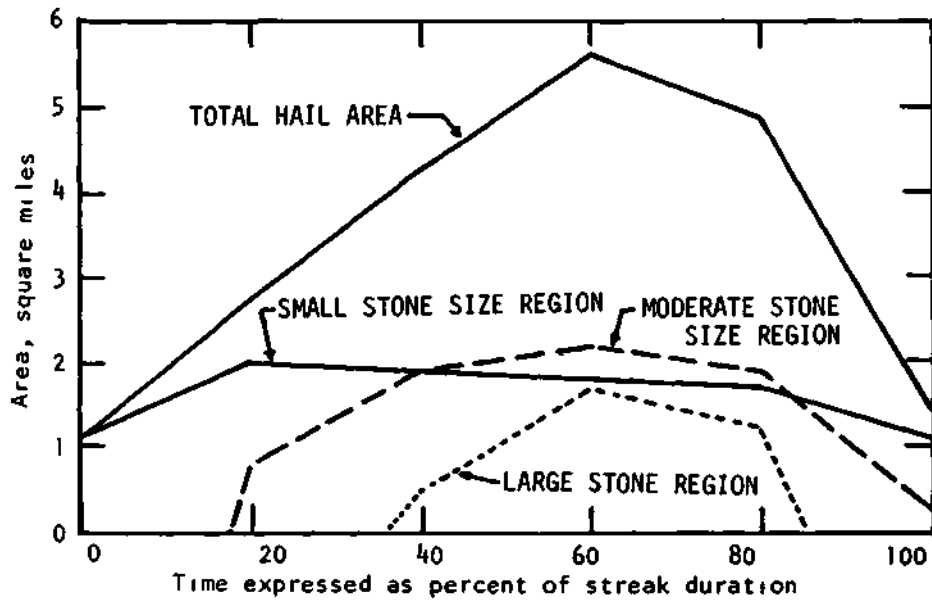 6
5
4
3
2
1
0
Area, square miles
TOTAL HAIL AREA
SMALL STONE SIZE REGION
MODERATE STONE
SIZE REGION
LARGE STONE REGION
0 20 40 60 80 100
Time expressed as percent of streak duration